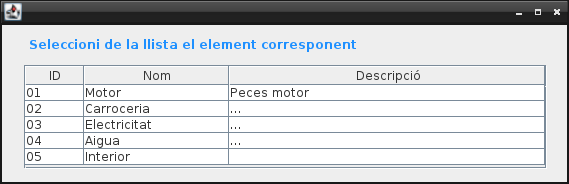 Seleccioni de la llista el element corresponent
ID Nom Descripció
01 Motor Peces motor
02 Carroceria ...
03 Electricitat ...
04 Aigua ...
05 Interior